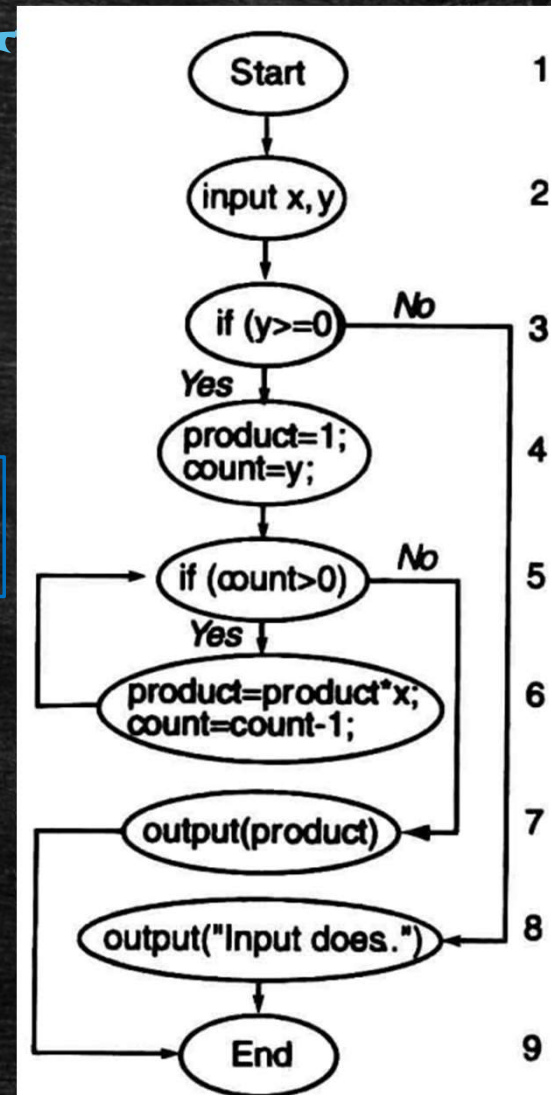 Start 1
input x,y 2
if (y>=0) No 3
Yes
product=1; 4
count=y;
if (count>0) No 5
Yes
product=product*x; 6
count=count-1;
output(product) 7
output("Input does..") 8
End 9